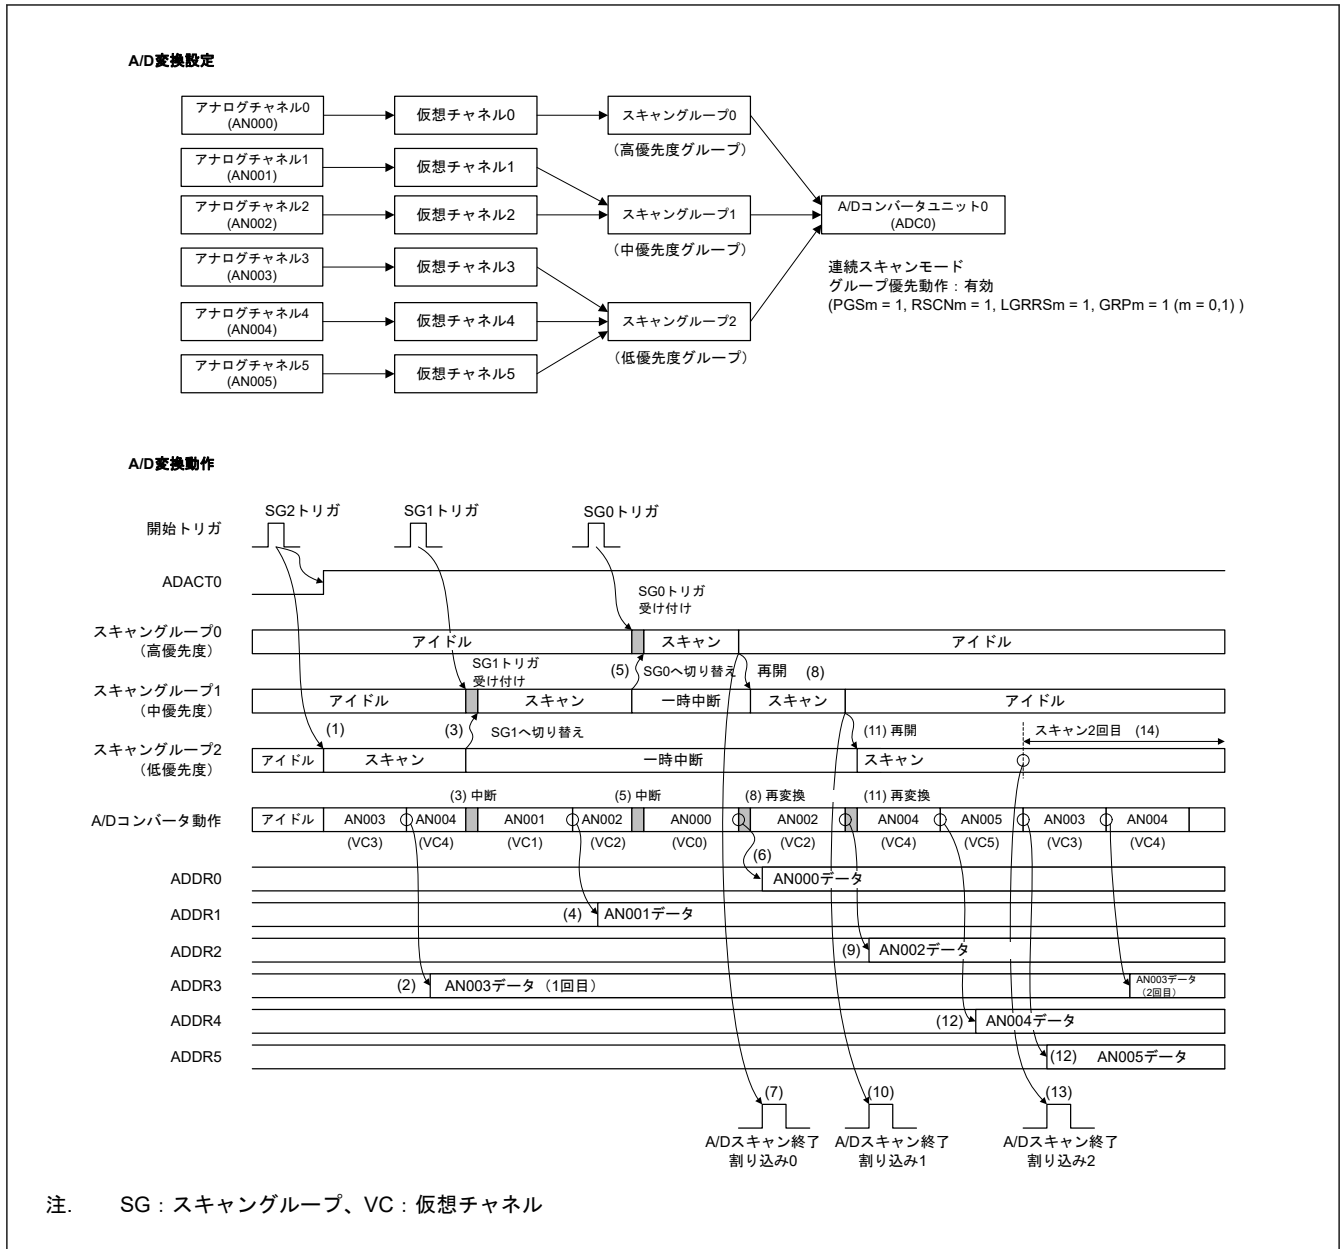 A/D変換設定
アナログチャネル0
(AN000)
仮想チャネル0
スキャングループ0
(高優先度グループ)
アナログチャネル1
(AN001)
仮想チャネル1
アナログチャネル2
(AN002)
仮想チャネル2
スキャングループ1
(中優先度グループ)
A/Dコンバータユニット0
(ADC0)
アナログチャネル3
(AN003)
仮想チャネル3
連続スキャンモード
グループ優先動作:有効
(PGSm = 1, RSCNm = 1, LGRRSm = 1, GRPm = 1 (m = 0,1) )
アナログチャネル4
(AN004)
仮想チャネル4
スキャングループ2
(低優先度グループ)
アナログチャネル5
(AN005)
仮想チャネル5
A/D変換動作
開始トリガ
SG2トリガ
SG1トリガ
SG0トリガ
ADACT0
SG0トリガ
受け付け
スキャングループ0
(高優先度)
アイドル
スキャン
アイドル
SG1トリガ
受け付け
(5)
SG0へ切り替え
再開
(8)
スキャングループ1
(中優先度)
アイドル
スキャン
一時中断
スキャン
アイドル
(1)
(3)
SG1へ切り替え
(11) 再開
スキャン2回目 (14)
スキャングループ2
(低優先度)
アイドル
スキャン
一時中断
スキャン
(3) 中断
(5) 中断
(8) 再変換
(11) 再変換
A/Dコンバータ動作
アイドル
AN003
AN004
AN001
AN002
AN000
AN002
AN004
AN005
AN003
AN004
(VC3)
(VC4)
(VC1)
(VC2)
(VC0)
(VC2)
(VC4)
(VC5)
(VC3)
(VC4)
(6)
ADDR0
AN000データ
ADDR1
(4)
AN001データ
ADDR2
(9)
AN002データ
ADDR3
(2)
AN003データ(1回目)
AN003データ
(2回目)
ADDR4
(12)
AN004データ
ADDR5
(12)
AN005データ
(7)
(10)
(13)
A/Dスキャン終了
割り込み0
A/Dスキャン終了
割り込み1
A/Dスキャン終了
割り込み2
注. SG:スキャングループ、VC:仮想チャネル